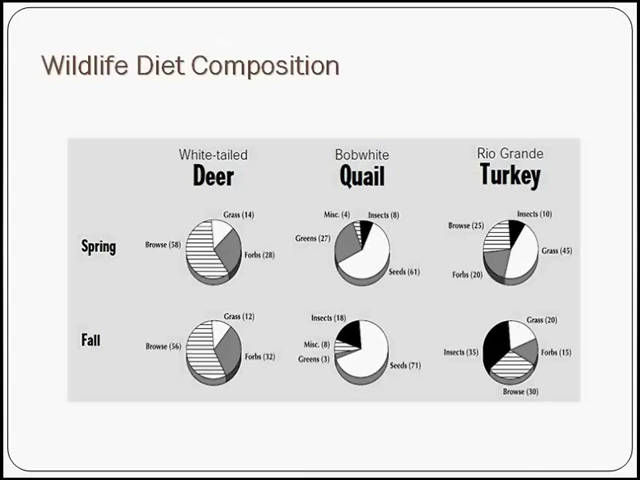 Wildlife Diet Composition
White-tailed
Deer
Bobwhite
Quail
Rio Grande
Turkey
Spring
Grass (14)
Browse (58)
Forbs (28)
Misc. (4)
Insects (8)
Greens (27)
Seeds (61)
Insects (10)
Browse (25)
Grass (45)
Forbs (20)
Fall
Grass (12)
Browse (56)
Forbs (32)
Insects (18)
Misc. (8)
Greens (3)
Seeds (71)
Grass (20)
Insects (35)
Forbs (15)
Browse (30)